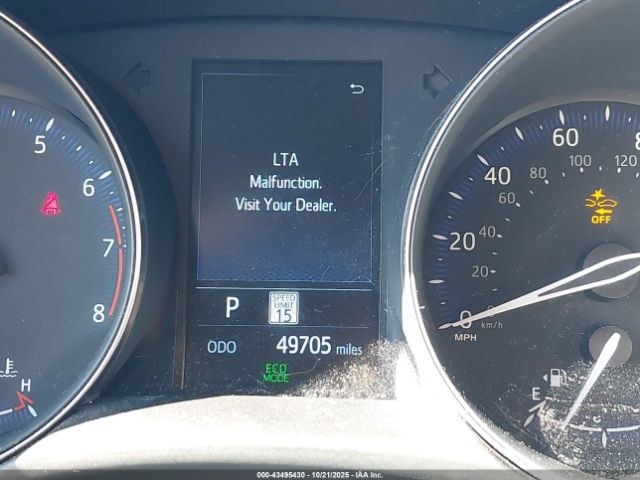 LTA
Malfunction.
Visit Your Dealer.
P
SPEED
LIMIT
15
ODO 49705 miles
ECO
MODE
5
6
7
8
H
0
20
40
60
8
20
40
60
80
100
120
km/h
MPH
OFF
E
000-43495430 - 10/21/2025 - IAA Inc.